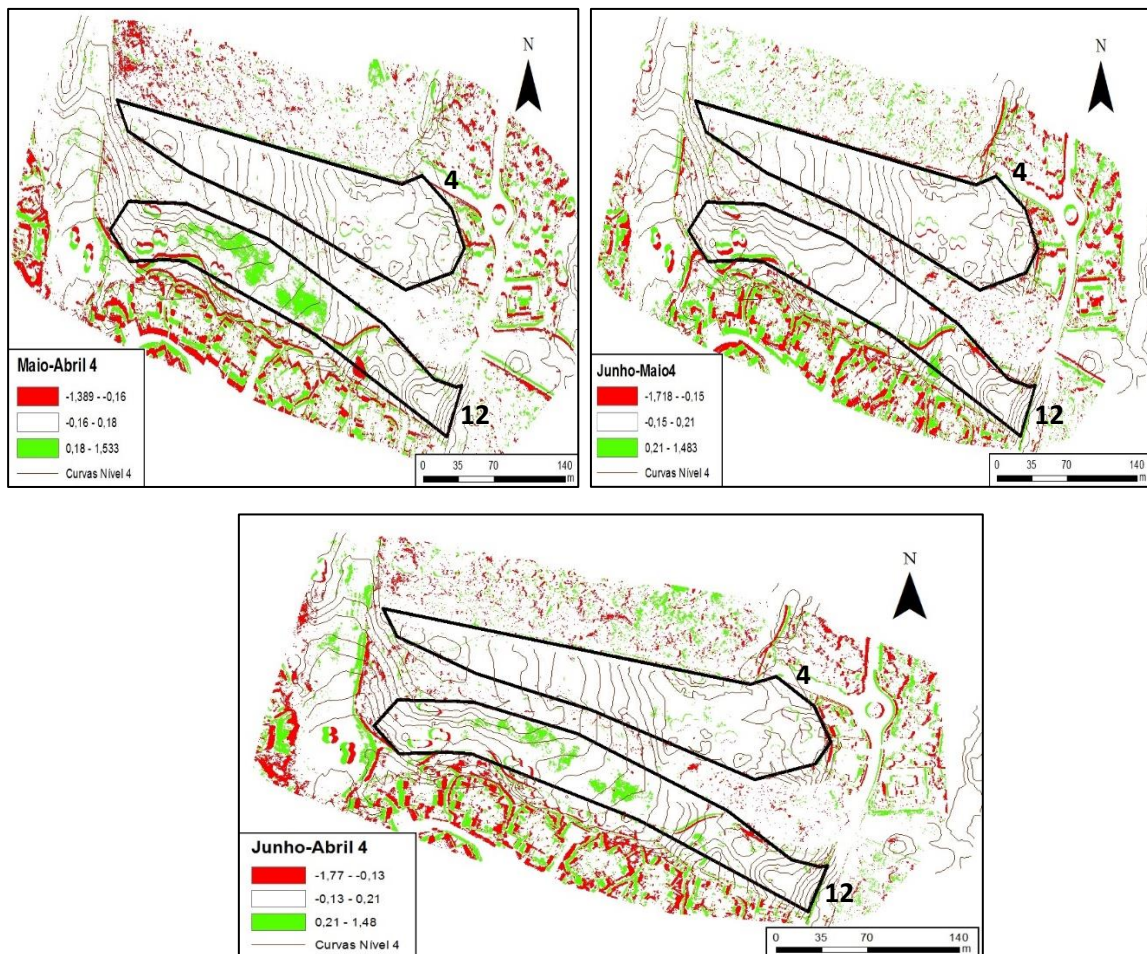 N
4
12
Maio-Abril 4
-1,389 - -0,16
-0,16 - 0,18
0,18 - 1,533
Curvas Nível 4
0 35 70 140
m
N
4
12
Junho-Maio4
-1,718 - -0,15
-0,15 - 0,21
0,21 - 1,483
Curvas Nível 4
0 35 70 140
m
N
4
12
Junho-Abril 4
-1,77 - -0,13
-0,13 - 0,21
0,21 - 1,48
Curvas Nível 4
0 35 70 140
m